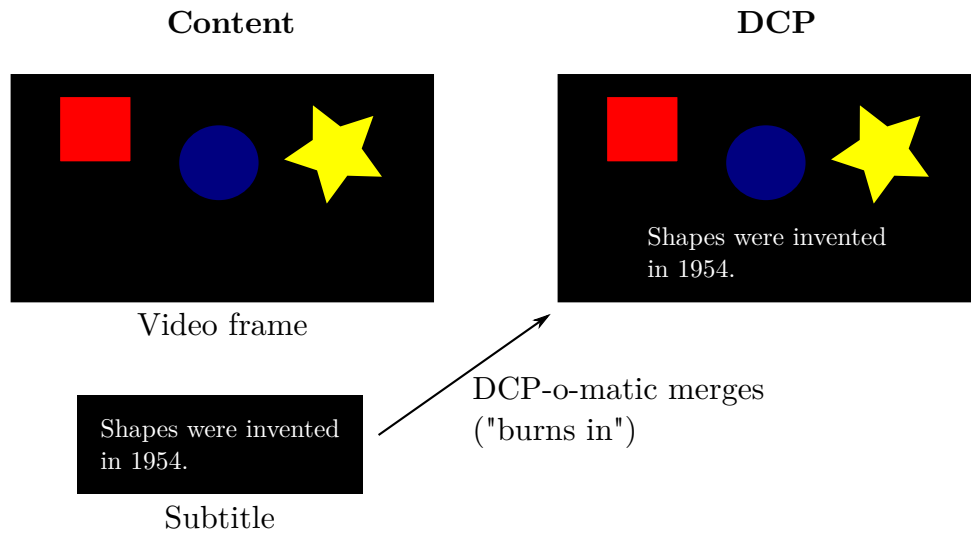 Content
DCP
Shapes were invented
in 1954.
Video frame
DCP-o-matic merges
("burns in")
Shapes were invented
in 1954.
Subtitle